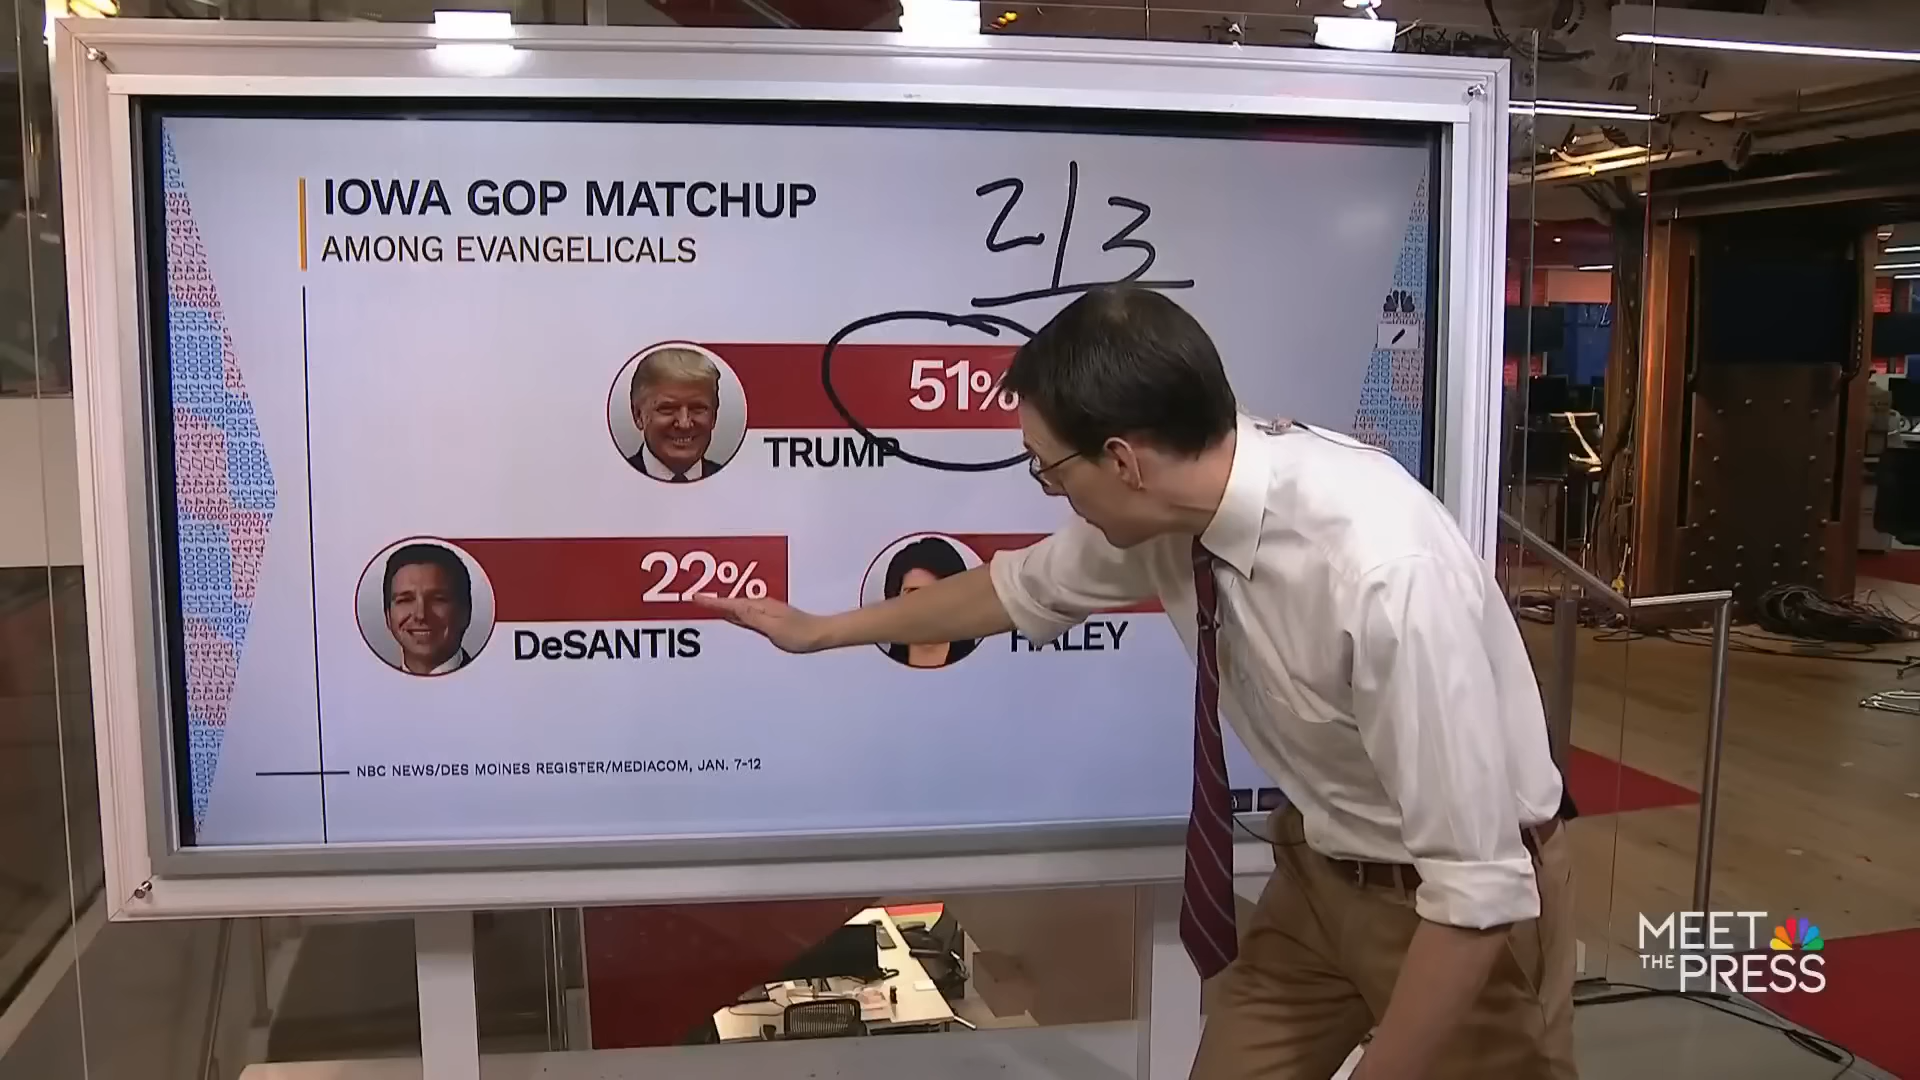 IOWA GOP MATCHUP
AMONG EVANGELICALS
2/3
51%
TRUMP
22%
DeSANTIS
HALEY
NBC NEWS/DES MOINES REGISTER/MEDIACOM, JAN. 7-12
MEET
THE PRESS